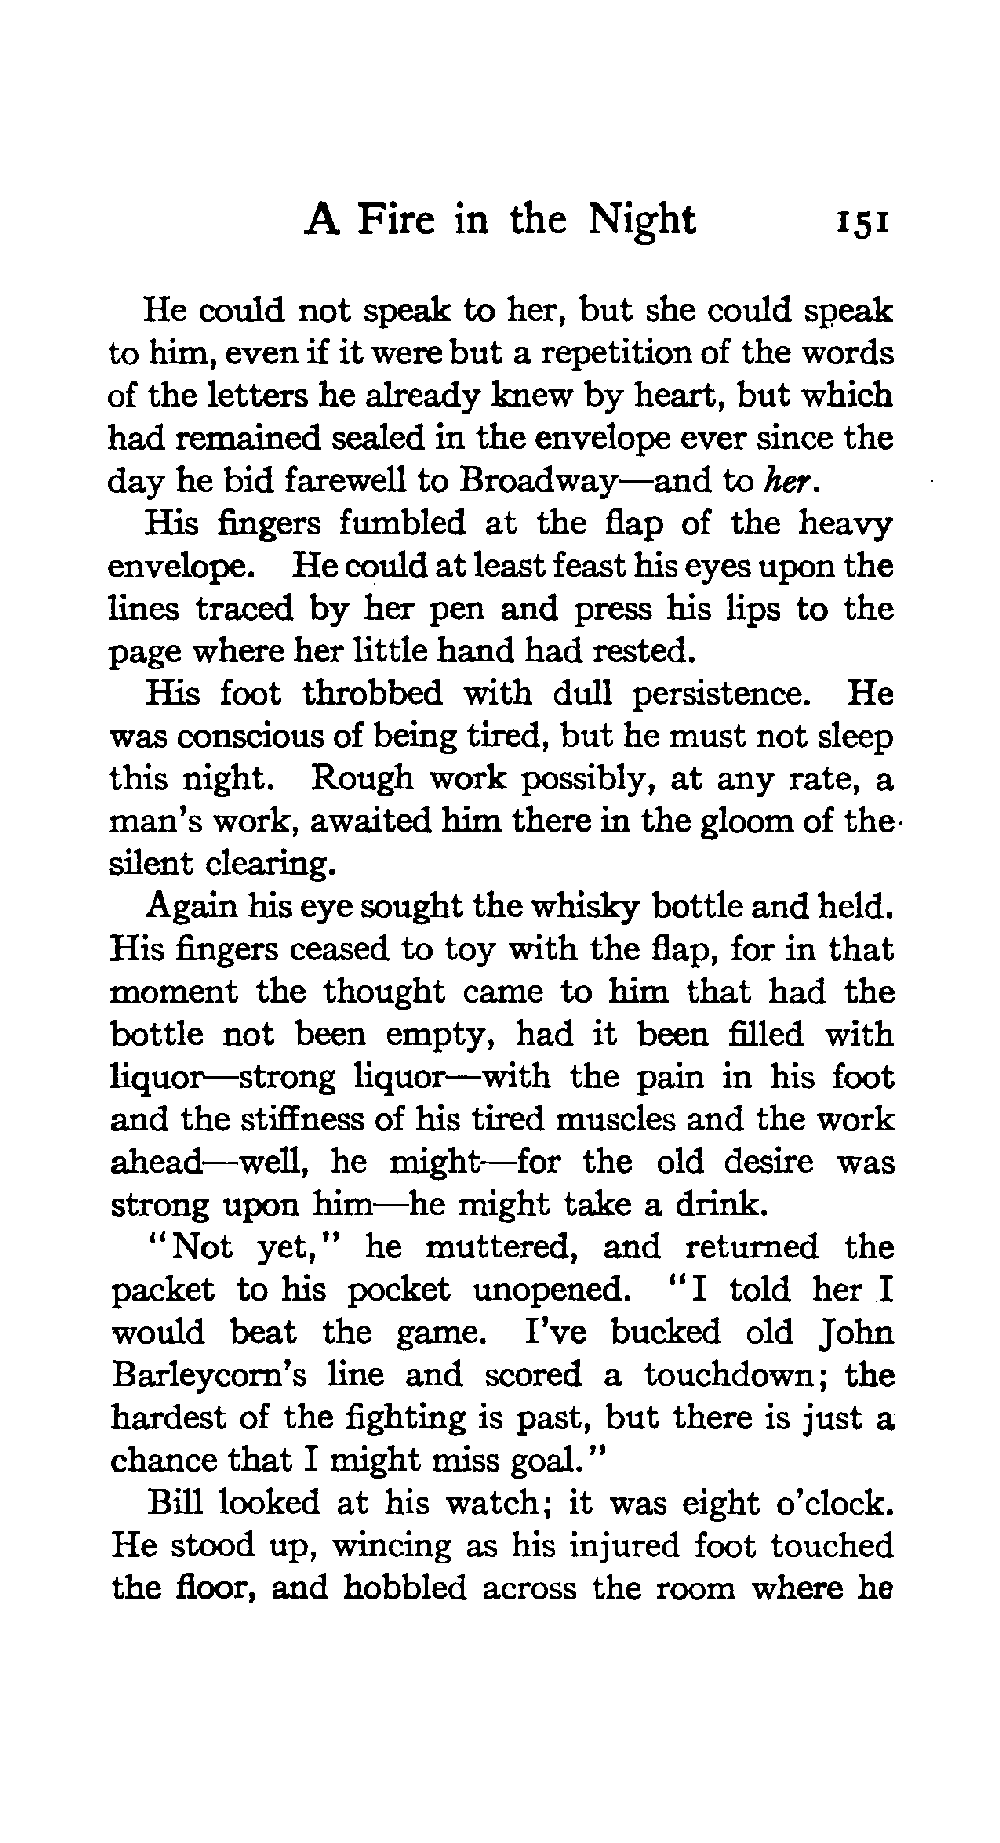 A Fire in the Night 151
He could not speak to her, but she could speak
to him, even if it were but a repetition of the words
of the letters he already knew by heart, but which
had remained sealed in the envelope ever since the
day he bid farewell to Broadway—and to her.
His fingers fumbled at the flap of the heavy
envelope. He could at least feast his eyes upon the
lines traced by her pen and press his lips to the
page where her little hand had rested.
His foot throbbed with dull persistence. He
was conscious of being tired, but he must not sleep
this night. Rough work possibly, at any rate, a
man's work, awaited him there in the gloom of the
silent clearing.
Again his eye sought the whisky bottle and held.
His fingers ceased to toy with the flap, for in that
moment the thought came to him that had the
bottle not been empty, had it been filled with
liquor—strong liquor—with the pain in his foot
and the stiffness of his tired muscles and the work
ahead—well, he might—for the old desire was
strong upon him—he might take a drink.
"Not yet," he muttered, and returned the
packet to his pocket unopened. "I told her I
would beat the game. I've bucked old John
Barleycorn's line and scored a touchdown; the
hardest of the fighting is past, but there is just a
chance that I might miss goal."
Bill looked at his watch; it was eight o'clock.
He stood up, wincing as his injured foot touched
the floor, and hobbled across the room where he